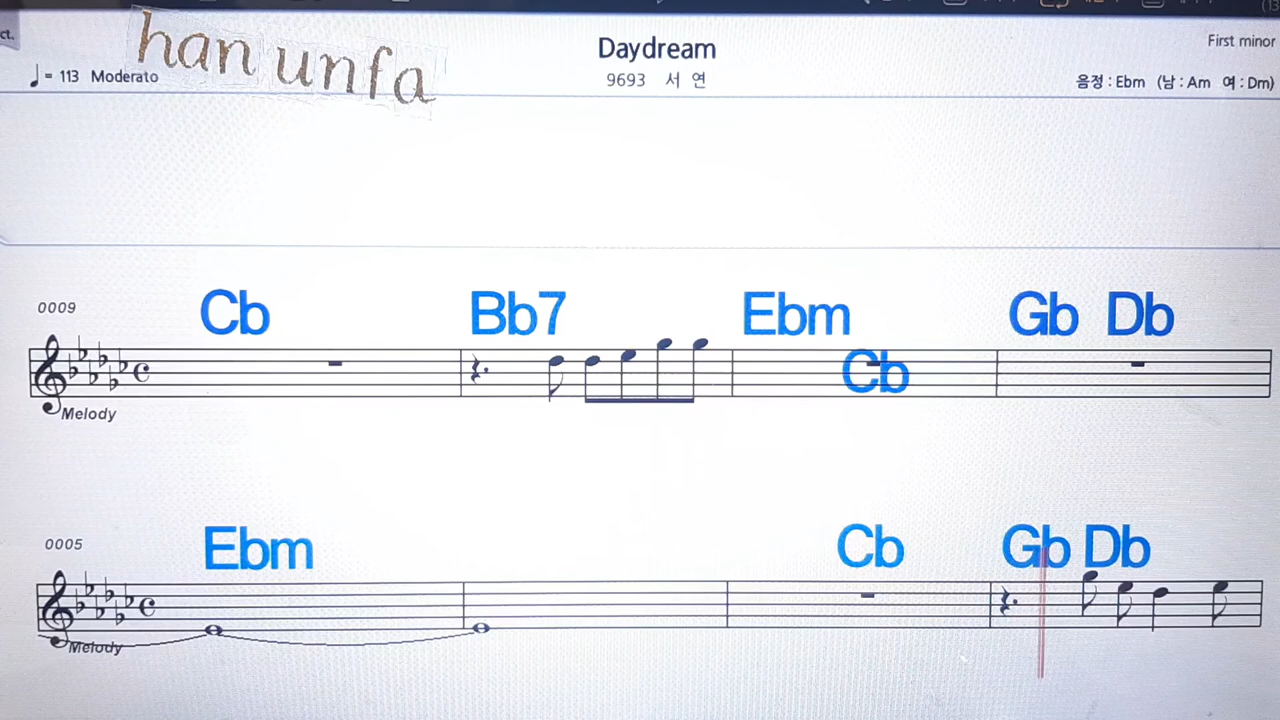 ct.
han unfa
Daydream
First minor
♩= 113 Moderato
9693 서 연
음정 : Ebm (남 : Am 여 : Dm)
0009
Cb Bb7 Ebm Cb Gb Db
Melody
0005
Ebm Cb Gb Db
Melody